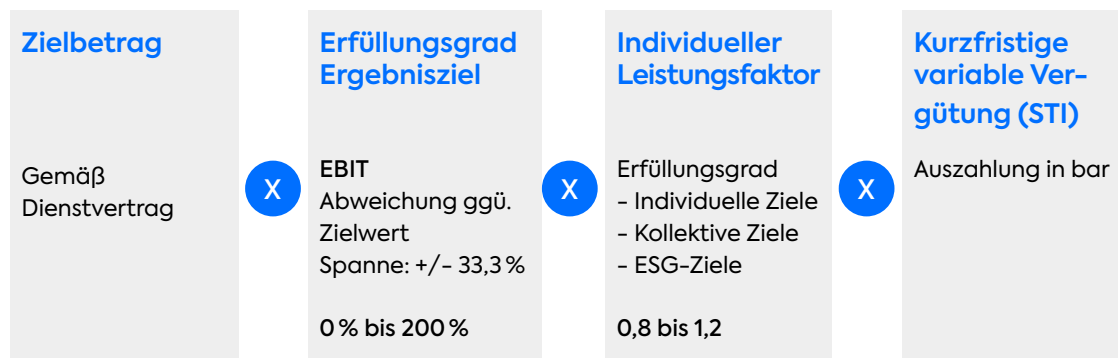 Zielbetrag
Gemäß
Dienstvertrag
X
Erfüllungsgrad
Ergebnisziel
EBIT
Abweichung ggü.
Zielwert
Spanne: +/- 33,3 %
0 % bis 200 %
X
Individueller
Leistungsfaktor
Erfüllungsgrad
- Individuelle Ziele
- Kollektive Ziele
- ESG-Ziele
0,8 bis 1,2
X
Kurzfristige
variable Ver-
gütung (STI)
Auszahlung in bar